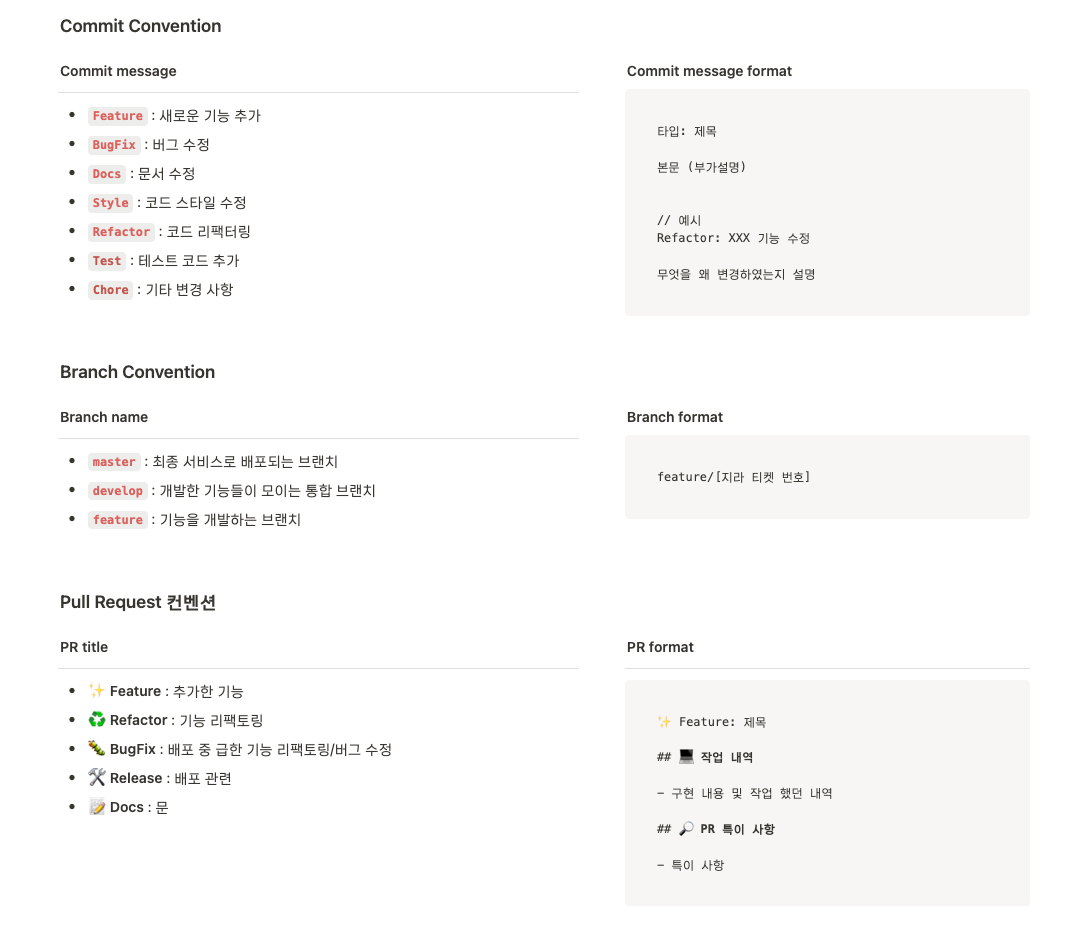 Commit Convention
Commit message
• Feature : 새로운 기능 추가
• BugFix : 버그 수정
• Docs : 문서 수정
• Style : 코드 스타일 수정
• Refactor : 코드 리팩터링
• Test : 테스트 코드 추가
• Chore : 기타 변경 사항
Commit message format
타입: 제목
본문 (부가설명)
// 예시
Refactor: XXX 기능 수정
무엇을 왜 변경하였는지 설명
Branch Convention
Branch name
• master : 최종 서비스로 배포되는 브랜치
• develop : 개발한 기능들이 모이는 통합 브랜치
• feature : 기능을 개발하는 브랜치
Branch format
feature/[지라 티켓 번호]
Pull Request 컨벤션
PR title
• ✨ Feature : 추가한 기능
• ♻️ Refactor : 기능 리팩토링
• 🐛 BugFix : 배포 중 급한 기능 리팩토링/버그 수정
• 🛠️ Release : 배포 관련
• 📝 Docs : 문
PR format
✨ Feature: 제목
## 💻 작업 내역
- 구현 내용 및 작업 했던 내역
## 🔎 PR 특이 사항
- 특이 사항